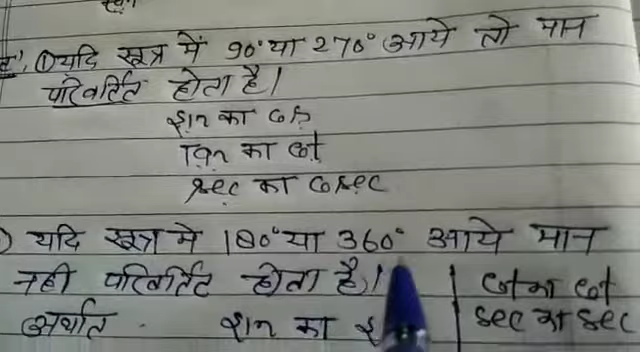 ① यदि सूत्र में 90° या 270° आये तो मान
परिवर्तित होता है।
sin का cos
Tan का cot
sec का cosec
यदि सूत्र मे 180° या 360° आये मान
नही परिवर्तित होता है। cot का cot
अर्थात sin का sec का sec